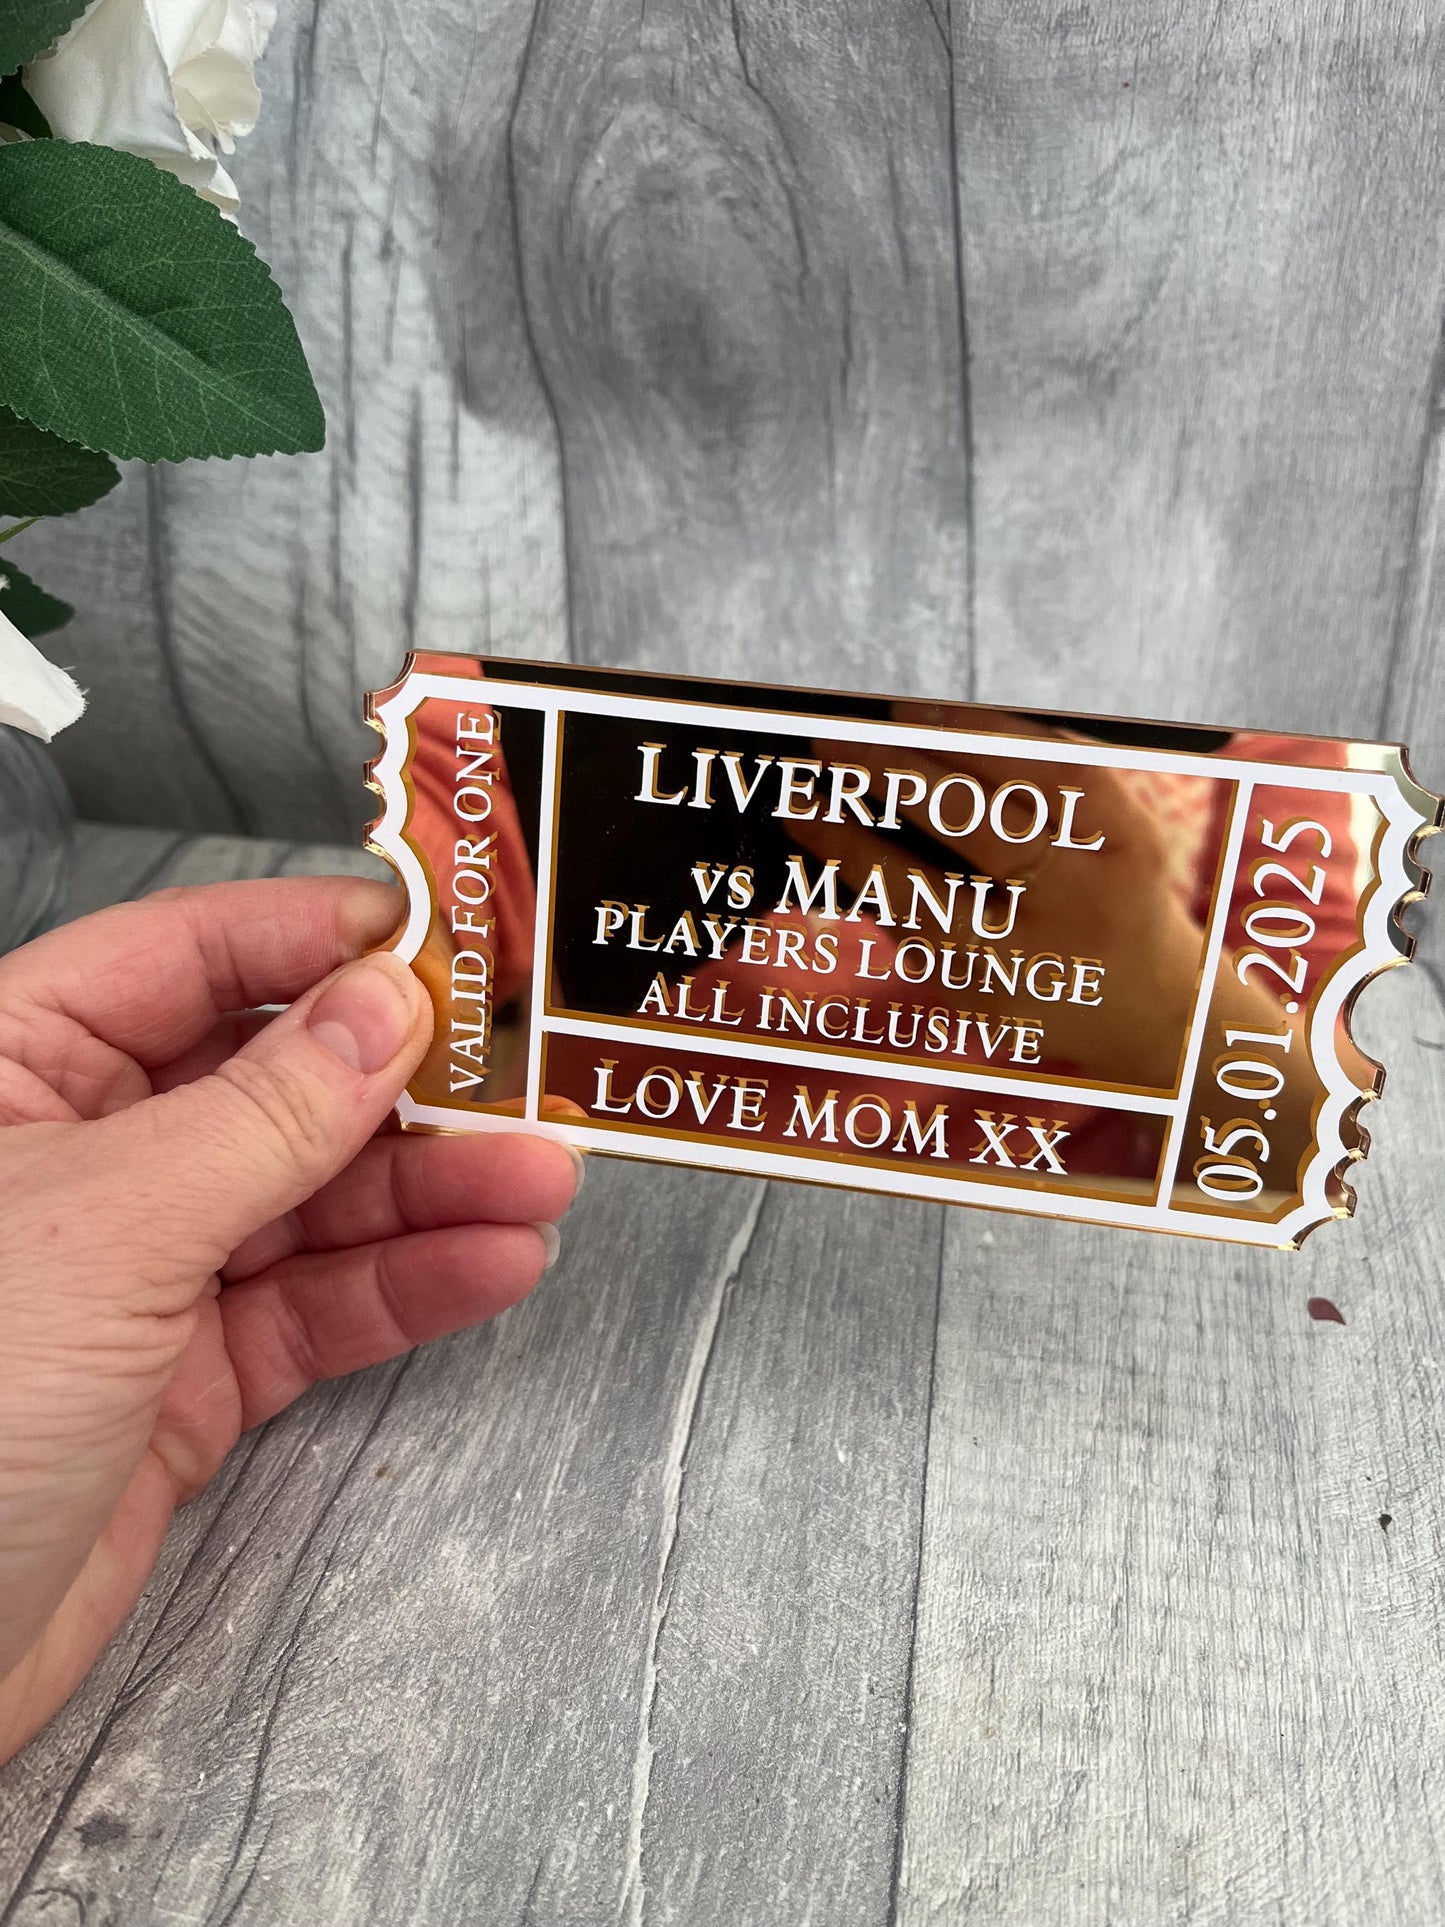 VALID FOR ONE
LIVERPOOL
VS MANU
PLAYERS LOUNGE
ALL INCLUSIVE
LOVE MOM XX
05.01.2025